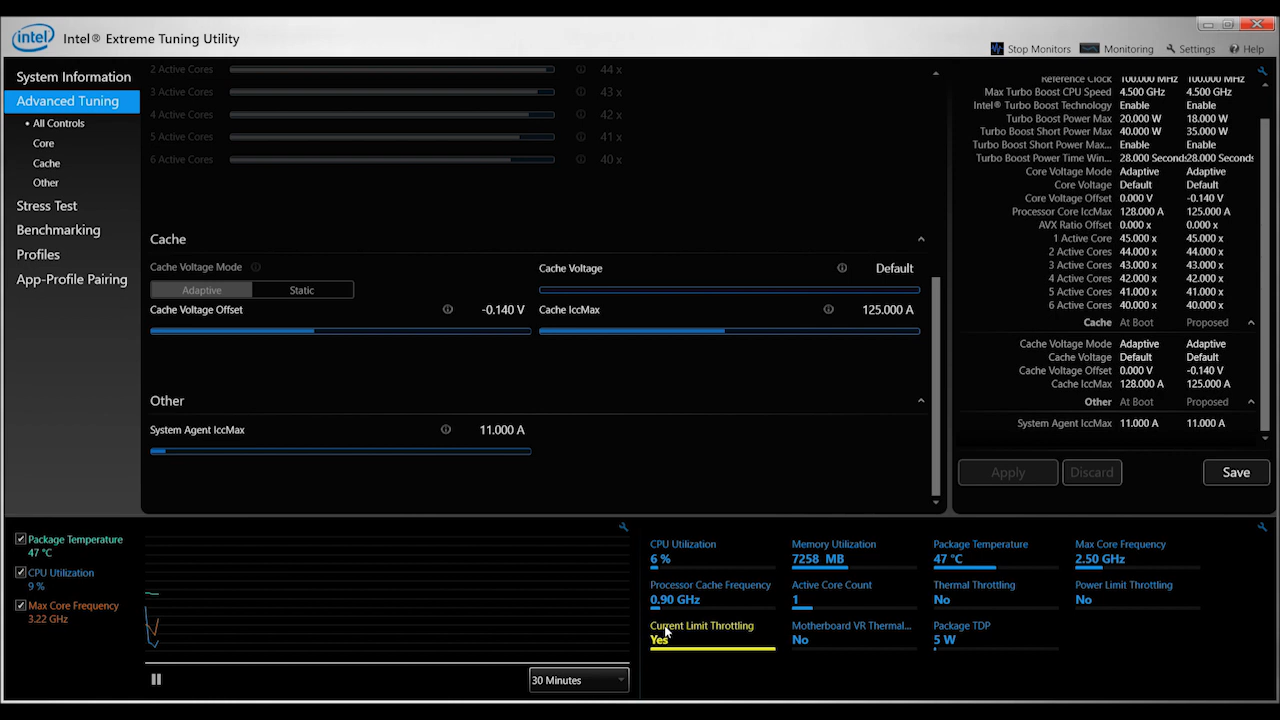 intel Intel® Extreme Tuning Utility
Stop Monitors Monitoring Settings Help
System Information
Advanced Tuning
• All Controls
Core
Cache
Other
Stress Test
Benchmarking
Profiles
App-Profile Pairing
2 Active Cores 44 x
3 Active Cores 43 x
4 Active Cores 42 x
5 Active Cores 41 x
6 Active Cores 40 x
Cache
Cache Voltage Mode
Adaptive Static
Cache Voltage Default
Cache Voltage Offset -0.140 V
Cache IccMax 125.000 A
Other
System Agent IccMax 11.000 A
Reference Clock 100.000 MHz 100.000 MHz
Max Turbo Boost CPU Speed 4.500 GHz 4.500 GHz
Intel® Turbo Boost Technology Enable Enable
Turbo Boost Power Max 20.000 W 18.000 W
Turbo Boost Short Power Max 40.000 W 35.000 W
Turbo Boost Short Power Max... Enable Enable
Turbo Boost Power Time Win... 28.000 Seconds 28.000 Seconds
Core Voltage Mode Adaptive Adaptive
Core Voltage Default Default
Core Voltage Offset 0.000 V -0.140 V
Processor Core IccMax 128.000 A 125.000 A
AVX Ratio Offset 0.000 x 0.000 x
1 Active Core 45.000 x 45.000 x
2 Active Cores 44.000 x 44.000 x
3 Active Cores 43.000 x 43.000 x
4 Active Cores 42.000 x 42.000 x
5 Active Cores 41.000 x 41.000 x
6 Active Cores 40.000 x 40.000 x
Cache At Boot Proposed
Cache Voltage Mode Adaptive Adaptive
Cache Voltage Default Default
Cache Voltage Offset 0.000 V -0.140 V
Cache IccMax 128.000 A 125.000 A
Other At Boot Proposed
System Agent IccMax 11.000 A 11.000 A
Apply Discard Save
Package Temperature
47 °C
CPU Utilization
9 %
Max Core Frequency
3.22 GHz
30 Minutes
CPU Utilization Memory Utilization Package Temperature Max Core Frequency
6 % 7258 MB 47 °C 2.50 GHz
Processor Cache Frequency Active Core Count Thermal Throttling Power Limit Throttling
0.90 GHz 1 No No
Current Limit Throttling Motherboard VR Thermal... Package TDP
Yes No 5 W